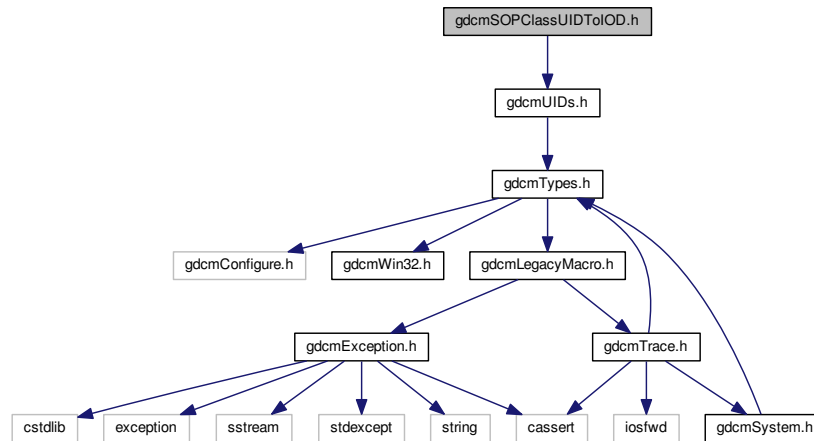 gdcmSOPClassUIDToIOD.h
gdcmUIDs.h
gdcmTypes.h
gdcmConfigure.h
gdcmWin32.h
gdcmLegacyMacro.h
gdcmException.h
gdcmTrace.h
cstdlib
exception
sstream
stdexcept
string
cassert
iosfwd
gdcmSystem.h